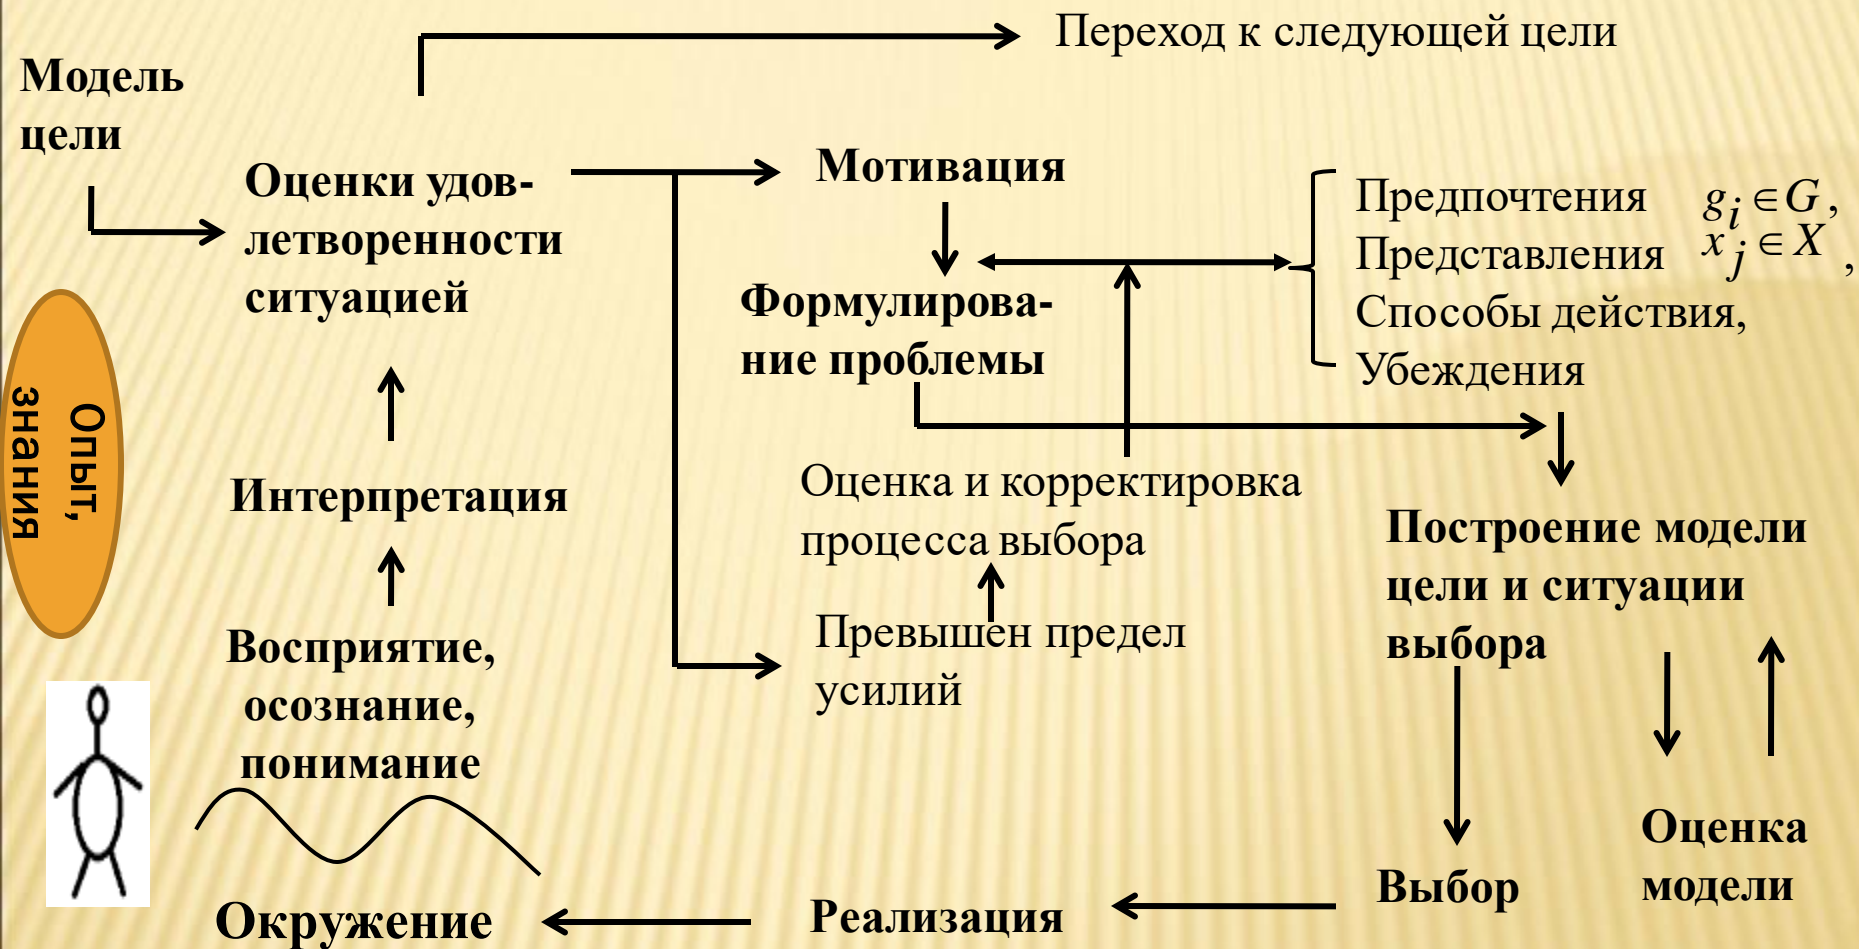 Переход к следующей цели
Модель
цели
Оценки удов-
летворенности
ситуацией
Мотивация
Формулирова-
ние проблемы
Предпочтения gᵢ ∈ G,
Представления xⱼ ∈ X,
Способы действия,
Убеждения
Опыт,
знания
Интерпретация
Оценка и корректировка
процесса выбора
Построение модели
цели и ситуации
выбора
Восприятие,
осознание,
понимание
Превышен предел
усилий
Оценка
модели
Выбор
Реализация
Окружение